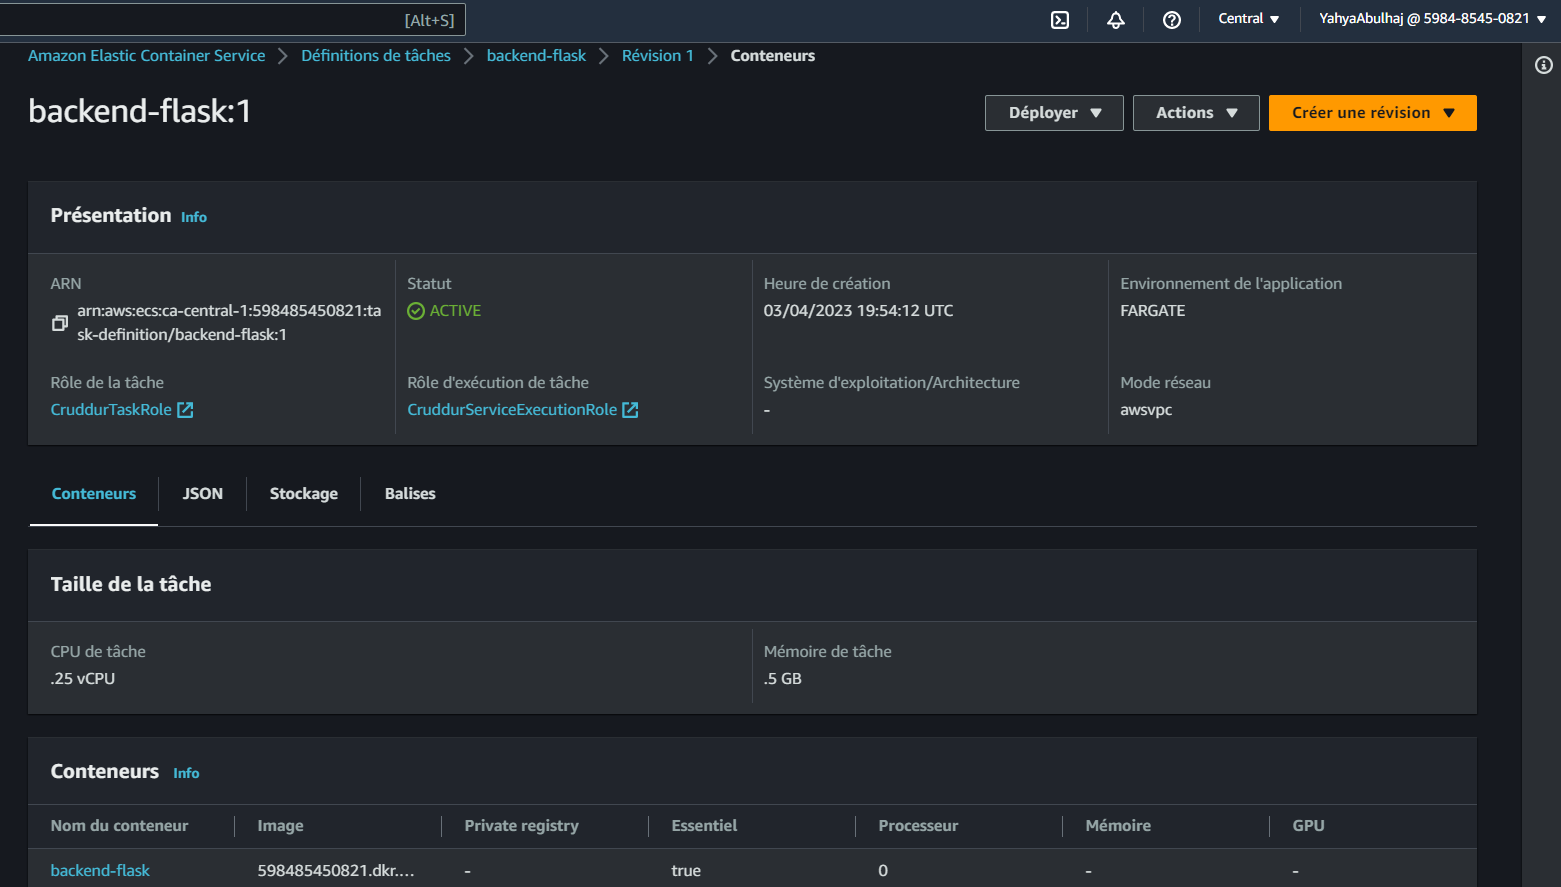 [Alt+S]
Central
YahyaAbulhaj @ 5984-8545-0821
Amazon Elastic Container Service
Définitions de tâches
backend-flask
Révision 1
Conteneurs
backend-flask:1
Déployer
Actions
Créer une révision
Présentation Info
ARN
arn:aws:ecs:ca-central-1:598485450821:ta
sk-definition/backend-flask:1
Statut
ACTIVE
Heure de création
03/04/2023 19:54:12 UTC
Environnement de l'application
FARGATE
Rôle de la tâche
CruddurTaskRole
Rôle d'exécution de tâche
CruddurServiceExecutionRole
Système d'exploitation/Architecture
-
Mode réseau
awsvpc
Conteneurs
JSON
Stockage
Balises
Taille de la tâche
CPU de tâche
.25 vCPU
Mémoire de tâche
.5 GB
Conteneurs Info
Nom du conteneur
Image
Private registry
Essentiel
Processeur
Mémoire
GPU
backend-flask
598485450821.dkr....
-
true
0
-
-